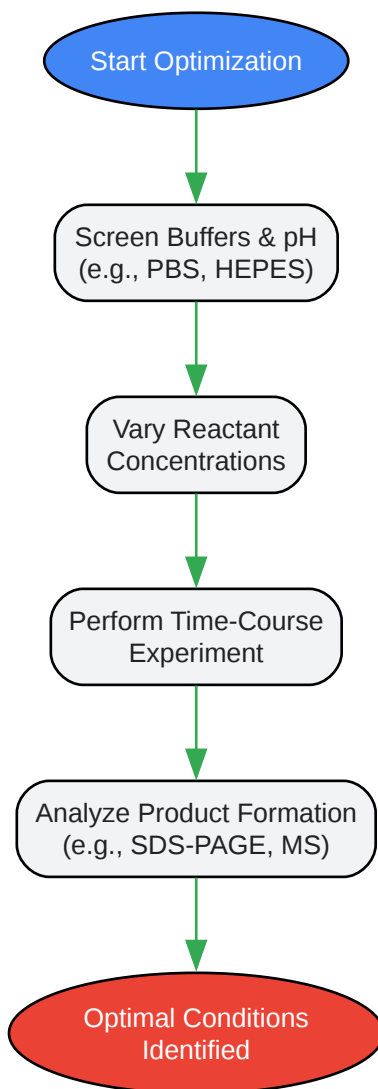 Start Optimization
Screen Buffers & pH
(e.g., PBS, HEPES)
Vary Reactant
Concentrations
Perform Time-Course
Experiment
Analyze Product Formation
(e.g., SDS-PAGE, MS)
Optimal Conditions
Identified